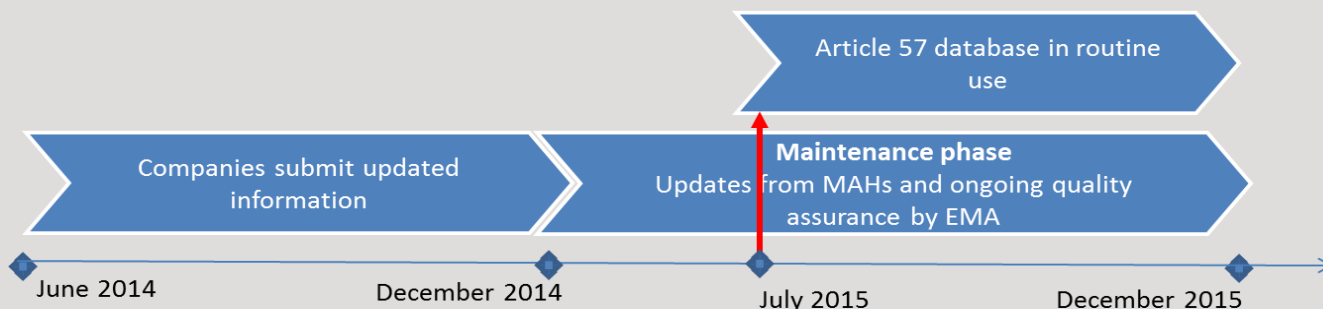 Article 57 database in routine
use
Companies submit updated
information
Maintenance phase
Updates from MAHs and ongoing quality
assurance by EMA
June 2014
December 2014
July 2015
December 2015